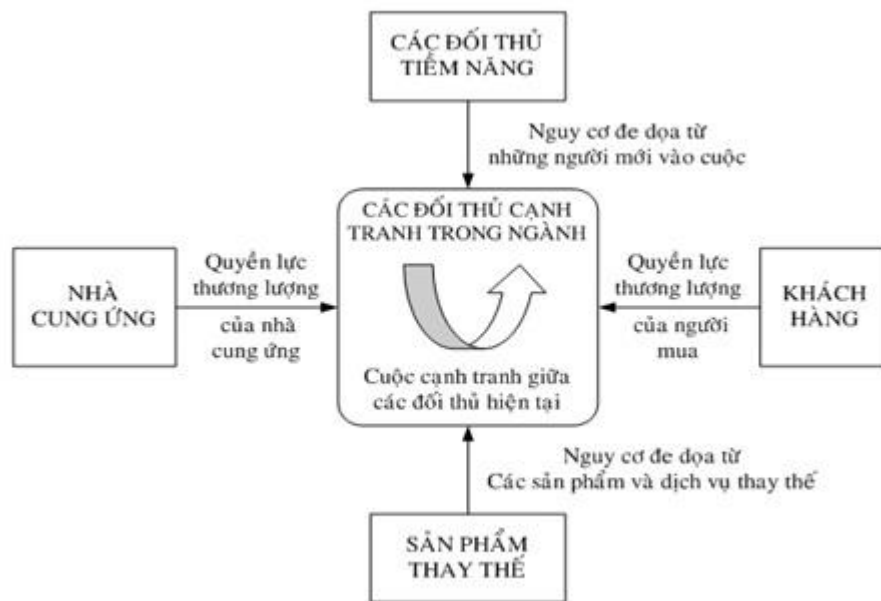 CÁC ĐỐI THỦ
TIỀM NĂNG
Nguy cơ đe dọa từ
những người mới vào cuộc
CÁC ĐỐI THỦ CẠNH
TRANH TRONG NGÀNH
NHÀ
CUNG ỨNG
Quyền lực
thương lượng
của nhà
cung ứng
Quyền lực
thương lượng
của người
mua
KHÁCH
HÀNG
Cuộc cạnh tranh giữa
các đối thủ hiện tại
Nguy cơ đe dọa từ
Các sản phẩm và dịch vụ thay thế
SẢN PHẨM
THAY THẾ